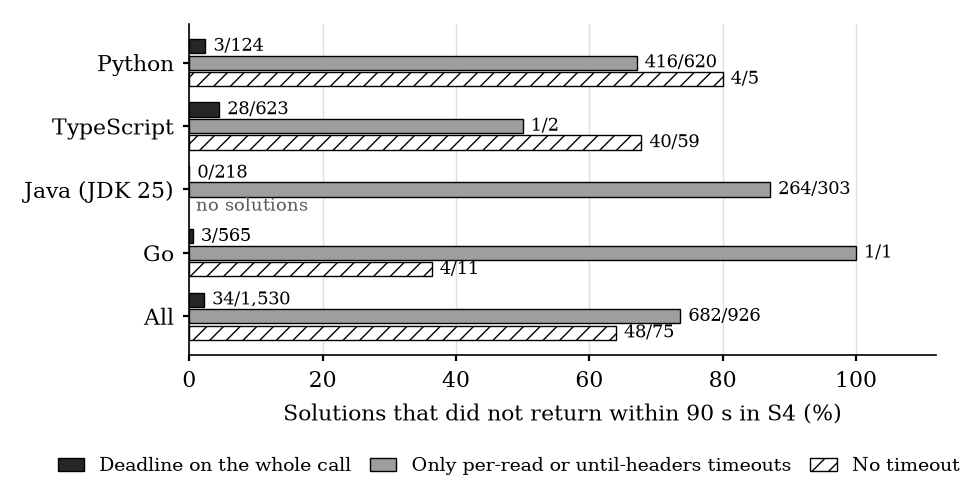 Python
3/124
416/620
4/5
TypeScript
28/623
1/2
40/59
Java (JDK 25)
0/218
264/303
no solutions
Go
3/565
1/1
4/11
All
34/1,530
682/926
48/75
0 20 40 60 80 100
Solutions that did not return within 90 s in S4 (%)
Deadline on the whole call Only per-read or until-headers timeouts No timeout